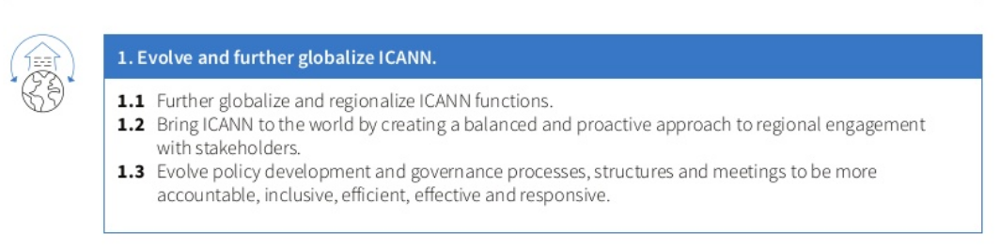 1. Evolve and further globalize ICANN.
1.1 Further globalize and regionalize ICANN functions.
1.2 Bring ICANN to the world by creating a balanced and proactive approach to regional engagement
with stakeholders.
1.3 Evolve policy development and governance processes, structures and meetings to be more
accountable, inclusive, efficient, effective and responsive.